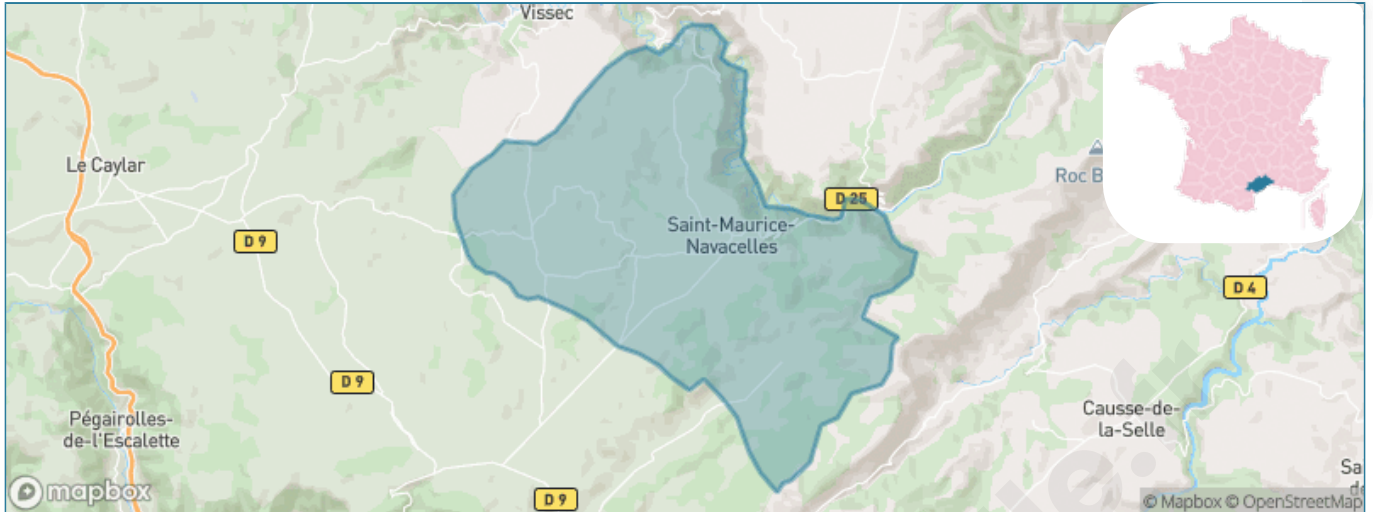 Vissec
Le Caylar
D 25
Roc B
Saint-Maurice-
Navacelles
D 9
D 4
D 9
Pégairolles-
de-l'Escalette
Causse-de-
la-Selle
Sa
de
D 9
mapbox
© Mapbox © OpenStreetMap